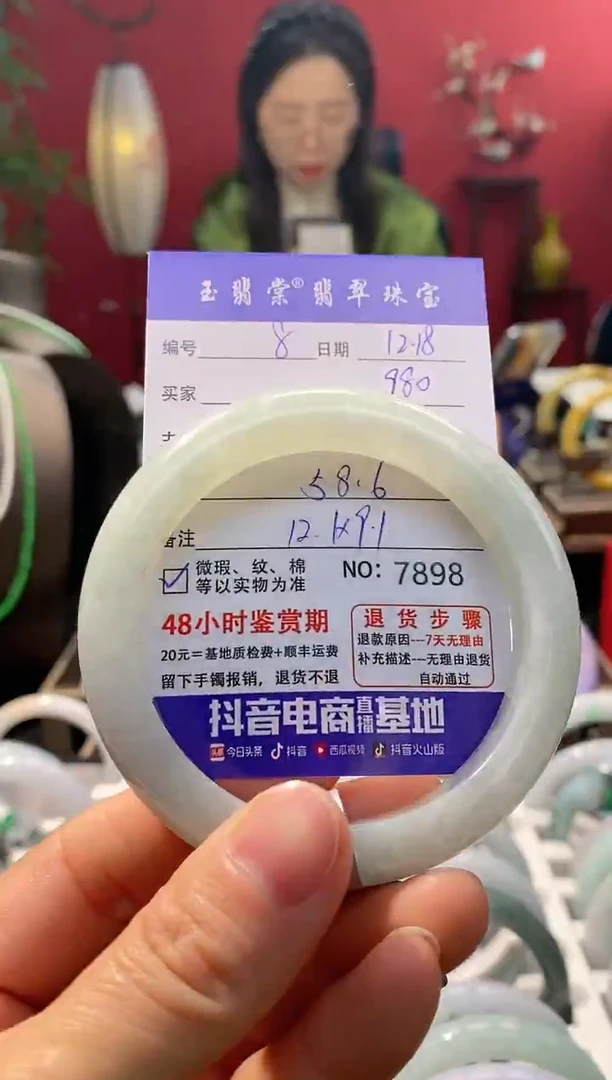 玉翡棠®翡翠珠宝
编号 8 日期 12.18
买家 980
58.6
备注 12.1×9.1
微瑕、纹、棉
等以实物为准
NO: 7898
48小时鉴赏期
20元=基地质检费+顺丰运费
留下手镯报销，退货不退
退货步骤
退款原因---7天无理由
补充描述---无理由退货
自动通过
抖音电商直播基地
头条 今日头条 抖音 西瓜视频 抖音火山版